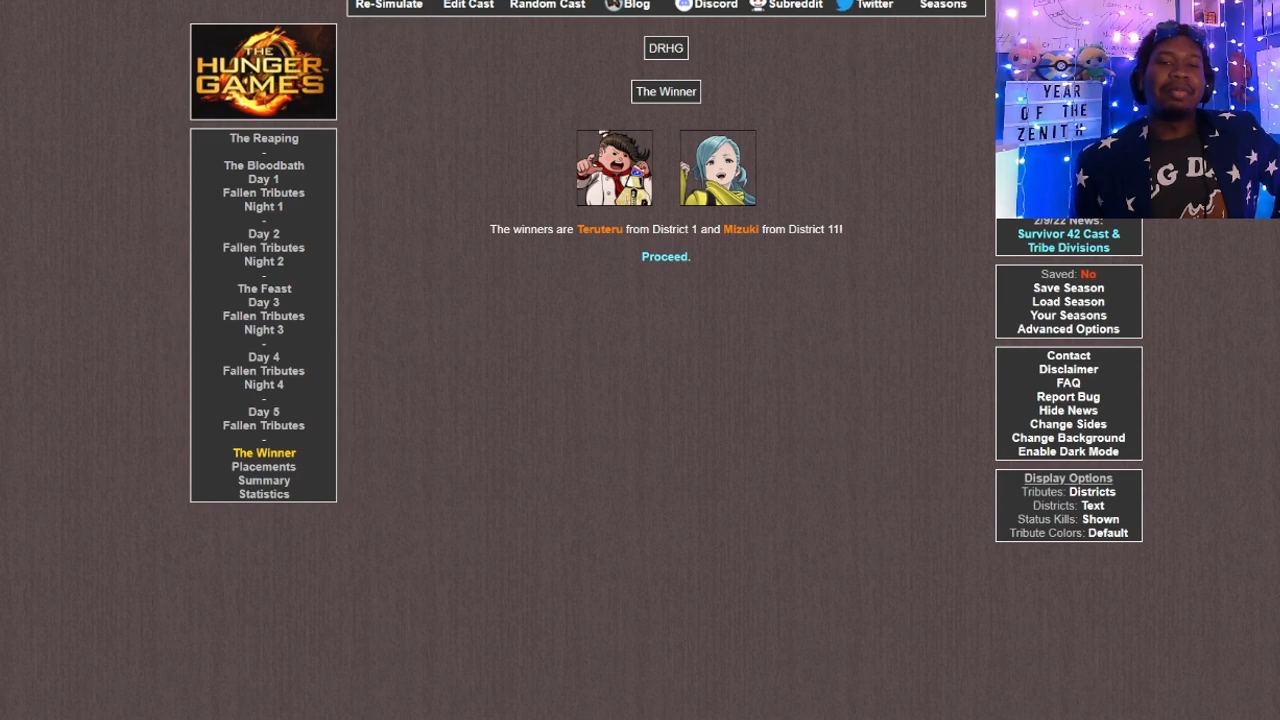 Re-Simulate Edit Cast Random Cast Blog Discord Subreddit Twitter Seasons
THE
HUNGER
GAMES
The Reaping
-
The Bloodbath
Day 1
Fallen Tributes
Night 1
-
Day 2
Fallen Tributes
Night 2
-
The Feast
Day 3
Fallen Tributes
Night 3
-
Day 4
Fallen Tributes
Night 4
-
Day 5
Fallen Tributes
-
The Winner
Placements
Summary
Statistics
DRHG
The Winner
The winners are Teruteru from District 1 and Mizuki from District 11!
Proceed.
YEAR
OF THE
ZENITH
2/9/22 News:
Survivor 42 Cast &
Tribe Divisions
Saved: No
Save Season
Load Season
Your Seasons
Advanced Options
Contact
Disclaimer
FAQ
Report Bug
Hide News
Change Sides
Change Background
Enable Dark Mode
Display Options
Tributes: Districts
Districts: Text
Status Kills: Shown
Tribute Colors: Default